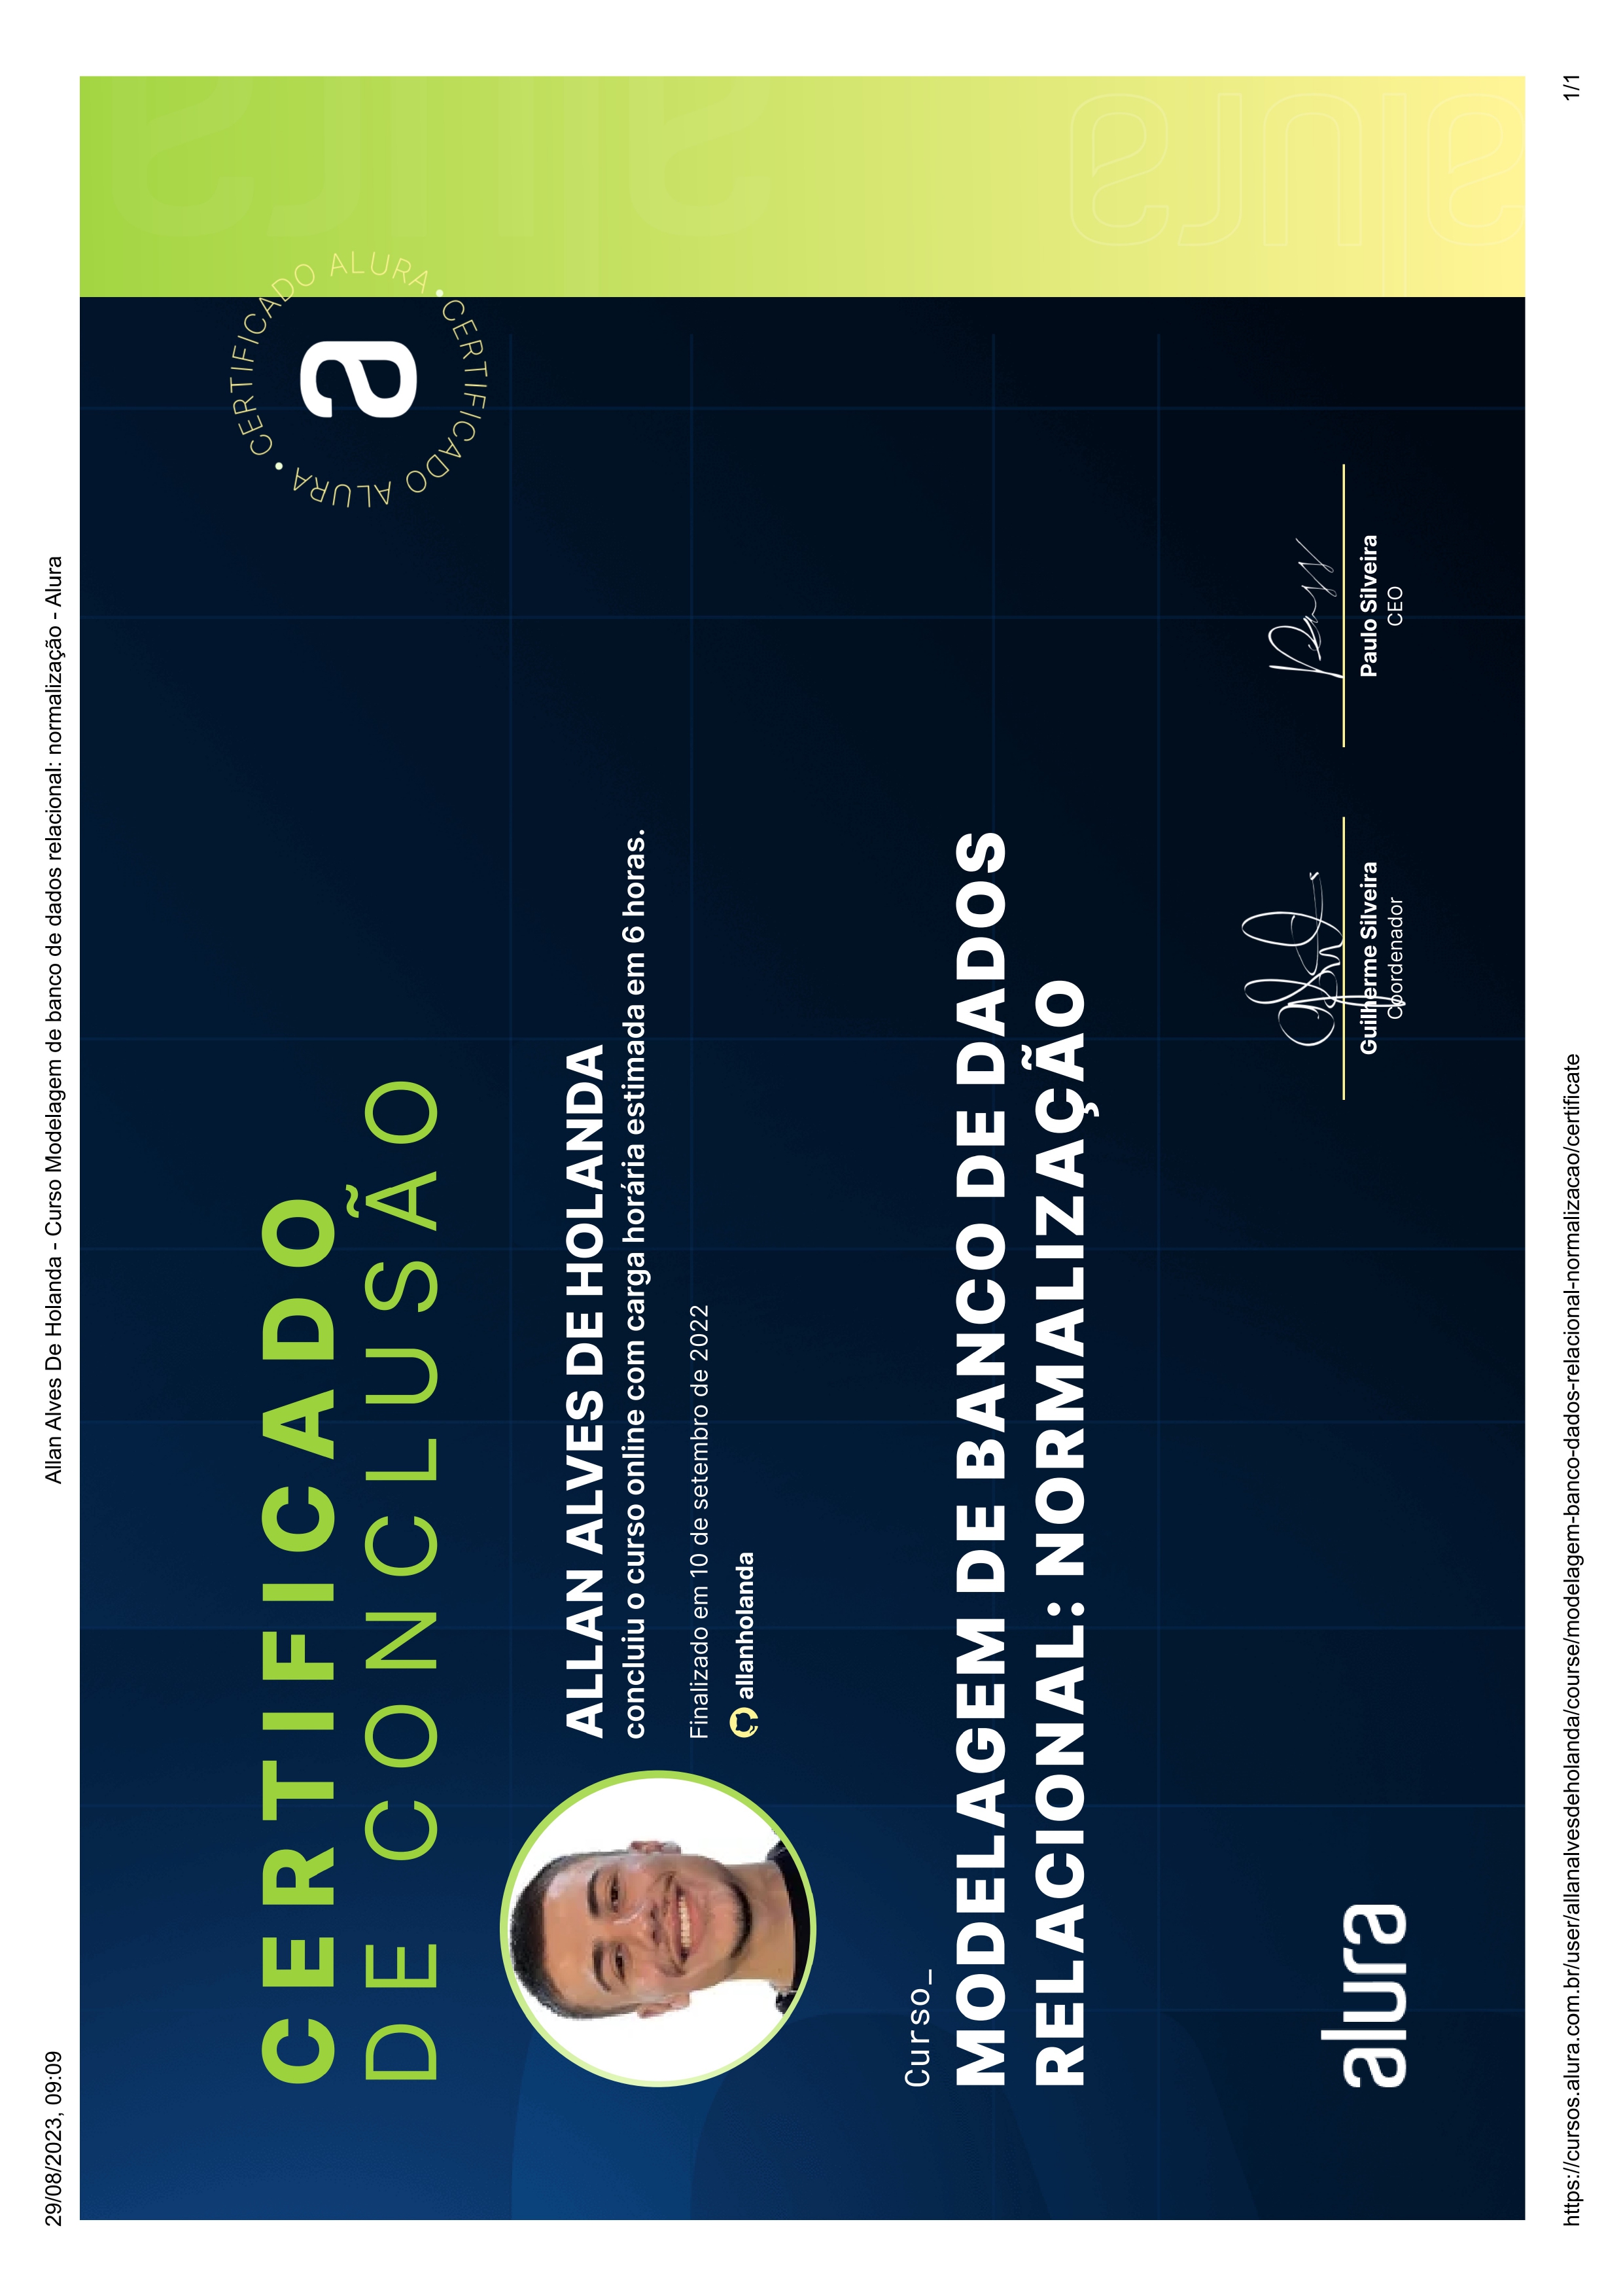 29/08/2023, 09:09
Allan Alves De Holanda - Curso Modelagem de banco de dados relacional: normalização - Alura
CERTIFICADO
DE CONCLUSÃO
• CERTIFICADO ALURA • CERTIFICADO ALURA
a
ALLAN ALVES DE HOLANDA
concluiu o curso online com carga horária estimada em 6 horas.
Finalizado em 10 de setembro de 2022
allanholanda
Curso_
MODELAGEM DE BANCO DE DADOS
RELACIONAL: NORMALIZAÇÃO
alura
Guilherme Silveira
Coordenador
Paulo Silveira
CEO
alura
https://cursos.alura.com.br/user/allanalvesdeholanda/course/modelagem-banco-dados-relacional-normalizacao/certificate
1/1